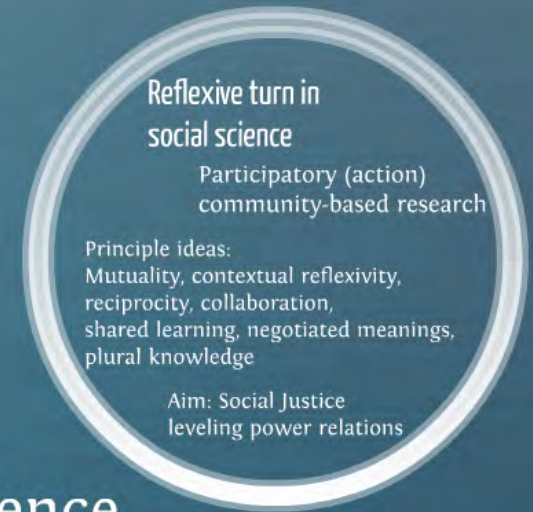 Reflexive turn in
social science
Participatory (action)
community-based research
Principle ideas:
Mutuality, contextual reflexivity,
reciprocity, collaboration,
shared learning, negotiated meanings,
plural knowledge
Aim: Social Justice
leveling power relations